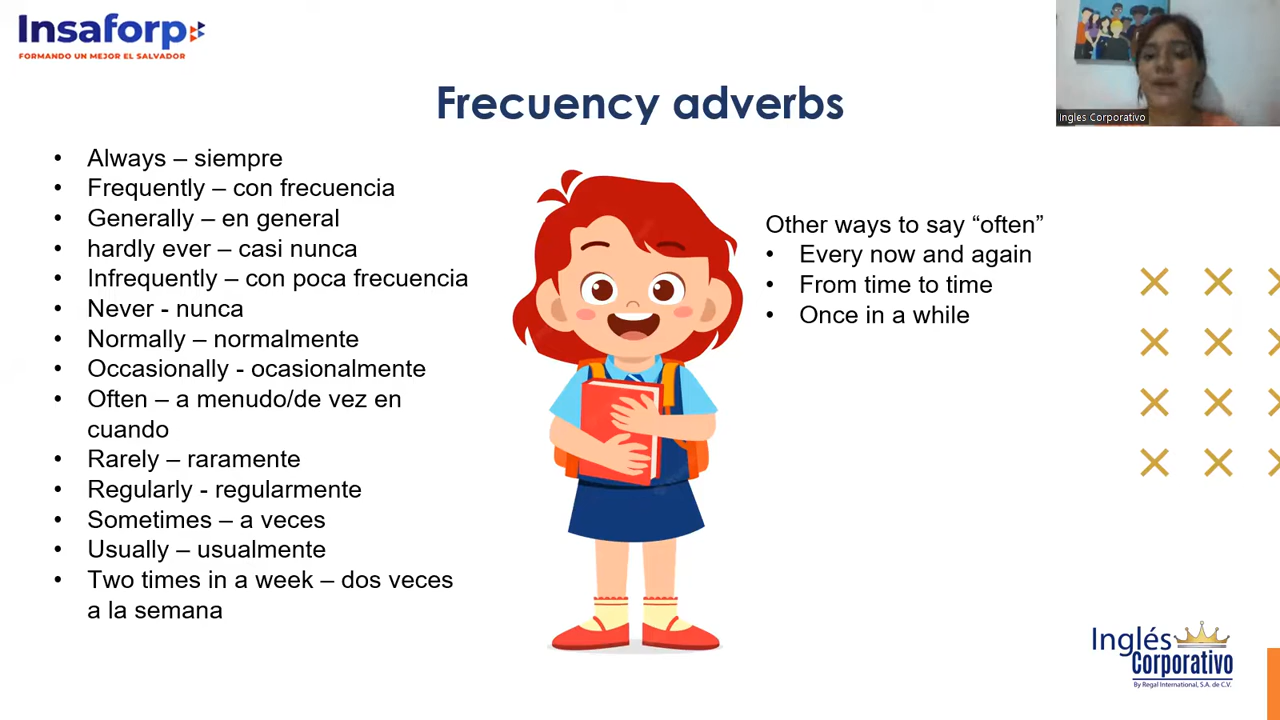 Insaforp
FORMANDO UN MEJOR EL SALVADOR
Ingles Corporativo
Frecuency adverbs
• Always – siempre
• Frequently – con frecuencia
• Generally – en general
• hardly ever – casi nunca
• Infrequently – con poca frecuencia
• Never - nunca
• Normally – normalmente
• Occasionally - ocasionalmente
• Often – a menudo/de vez en
cuando
• Rarely – raramente
• Regularly - regularmente
• Sometimes – a veces
• Usually – usualmente
• Two times in a week – dos veces
a la semana
Other ways to say “often”
• Every now and again
• From time to time
• Once in a while
Inglés
Corporativo
By Regal International, S.A. de C.V.